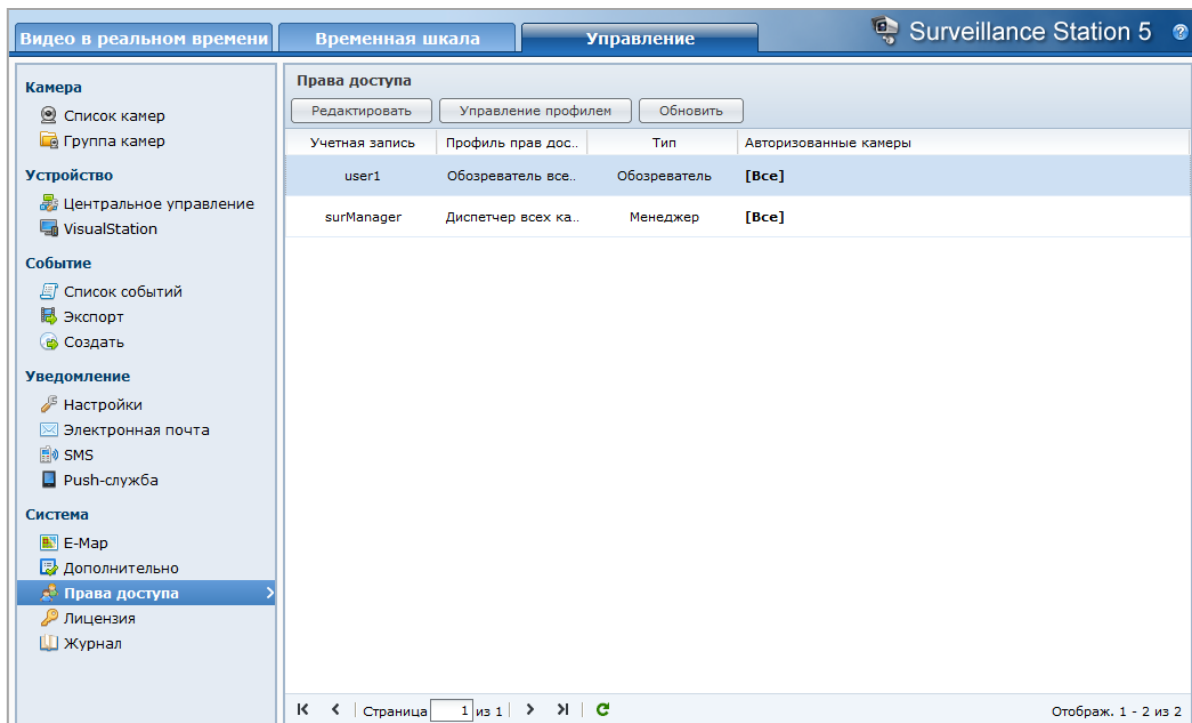 Видео в реальном времени Временная шкала Управление Surveillance Station 5 ?
Камера
Список камер
Группа камер
Устройство
Центральное управление
VisualStation
Событие
Список событий
Экспорт
Создать
Уведомление
Настройки
Электронная почта
SMS
Push-служба
Система
E-Map
Дополнительно
Права доступа
Лицензия
Журнал
Права доступа
Редактировать Управление профилем Обновить
Учетная запись Профиль прав дос.. Тип Авторизованные камеры
user1 Обозреватель все.. Обозреватель [Все]
surManager Диспетчер всех ка.. Менеджер [Все]
Страница 1 из 1 Отображ. 1 - 2 из 2